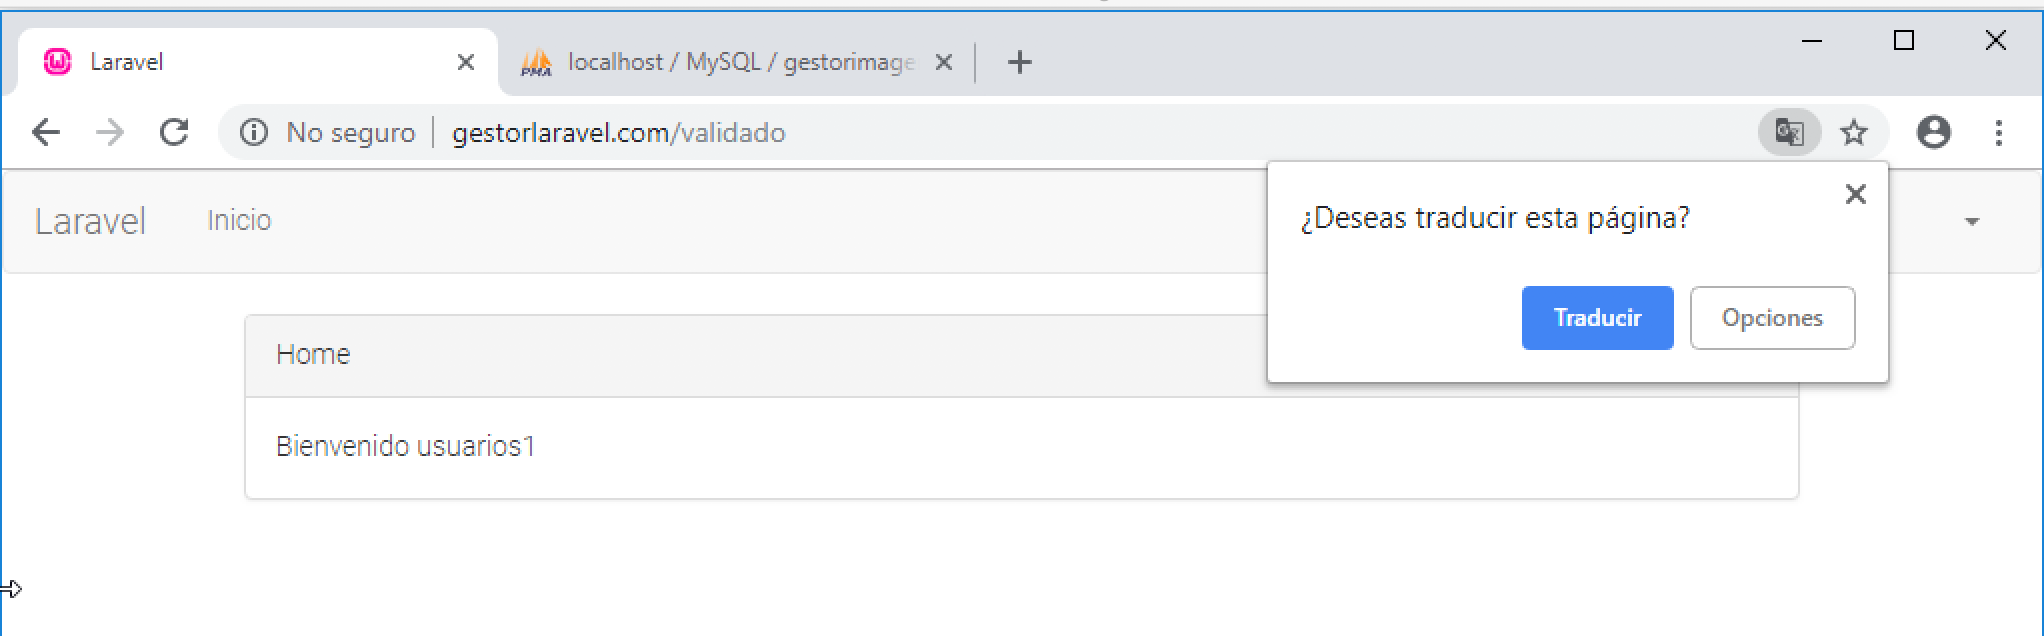 Laravel
localhost / MySQL / gestorimage
No seguro
gestorlaravel.com/validado
Laravel
Inicio
¿Deseas traducir esta página?
Traducir
Opciones
Home
Bienvenido usuarios1